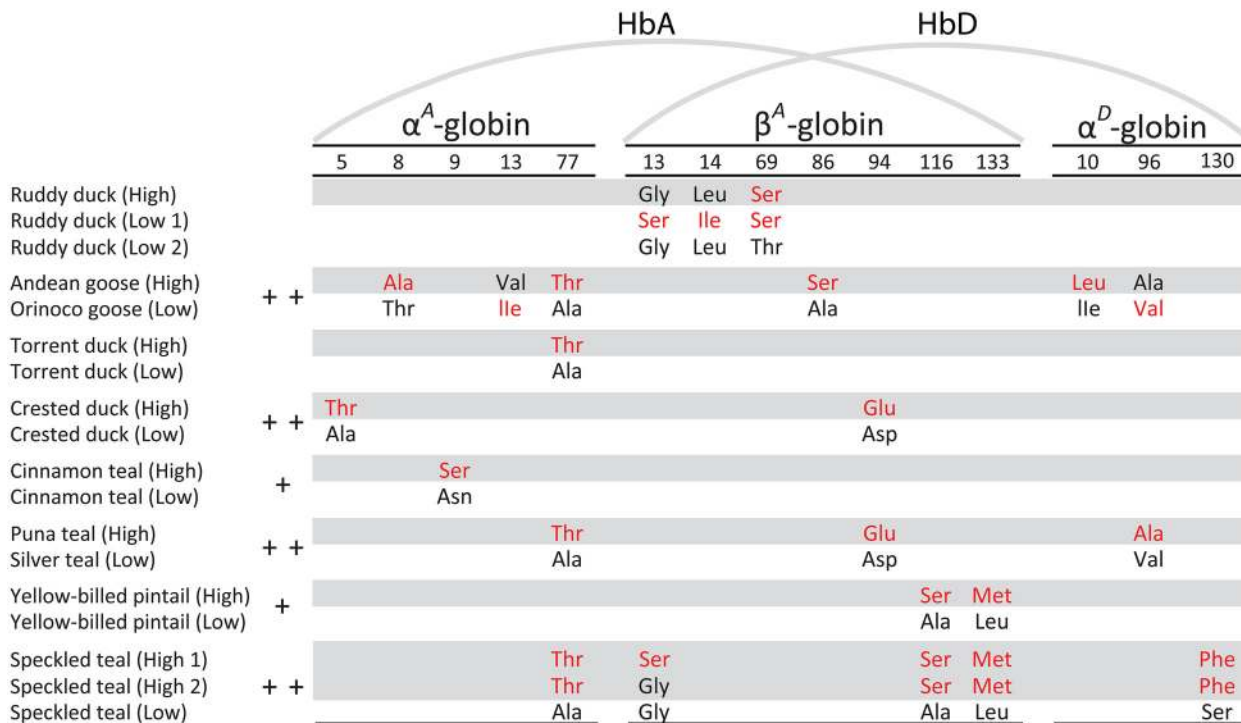 HbA HbD
α^A-globin β^A-globin α^D-globin
5 8 9 13 77 13 14 69 86 94 116 133 10 96 130
Ruddy duck (High) Gly Leu Ser
Ruddy duck (Low 1) Ser Ile Ser
Ruddy duck (Low 2) Gly Leu Thr
Andean goose (High) Ala Val Thr Ser Leu Ala
+ +
Orinoco goose (Low) Thr Ile Ala Ala Ile Val
Torrent duck (High) Thr
Torrent duck (Low) Ala
Crested duck (High) Thr Glu
+ +
Crested duck (Low) Ala Asp
Cinnamon teal (High) Ser
+
Cinnamon teal (Low) Asn
Puna teal (High) Thr Glu Ala
+ +
Silver teal (Low) Ala Asp Val
Yellow-billed pintail (High) Ser Met
+
Yellow-billed pintail (Low) Ala Leu
Speckled teal (High 1) Thr Ser Ser Met Phe
Speckled teal (High 2) + + Thr Gly Ser Met Phe
Speckled teal (Low) Ala Gly Ala Leu Ser